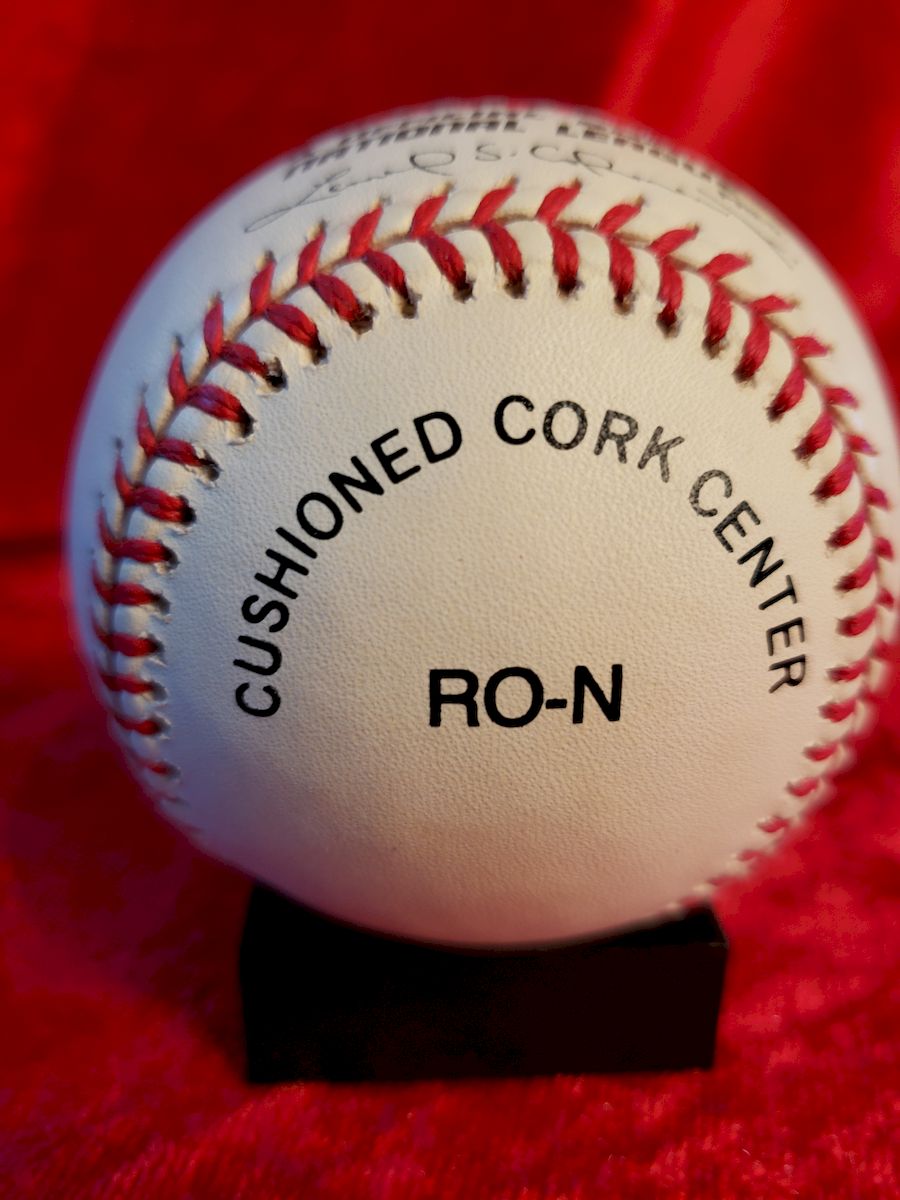 NATIONAL LEAGUE
CUSHIONED CORK CENTER
RO-N